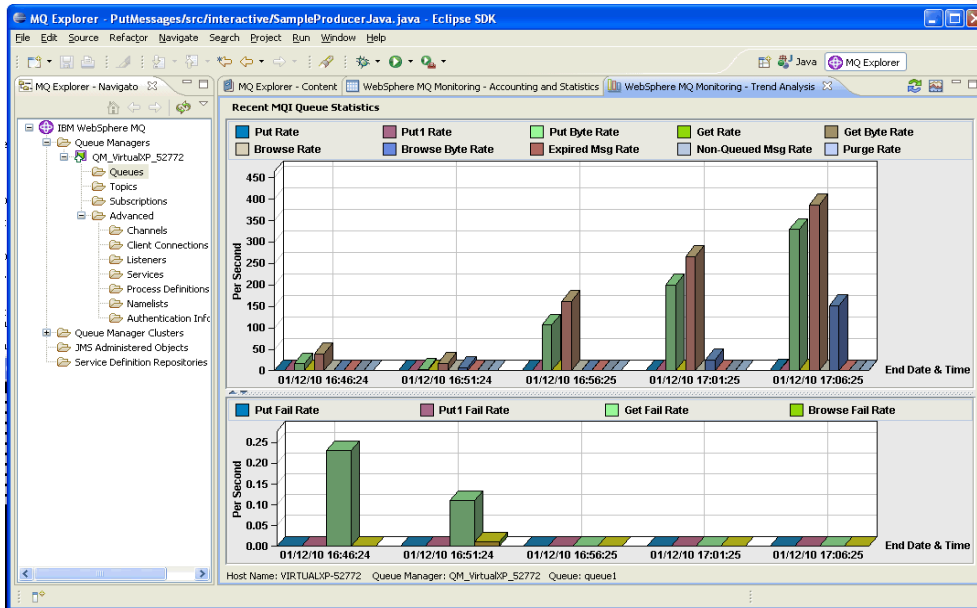 MQ Explorer - PutMessages/src/interactive/SampleProducerJava.java - Eclipse SDK
File Edit Source Refactor Navigate Search Project Run Window Help
Java MQ Explorer
MQ Explorer - Navigato
MQ Explorer - Content WebSphere MQ Monitoring - Accounting and Statistics WebSphere MQ Monitoring - Trend Analysis
IBM WebSphere MQ
Queue Managers
QM_VirtualXP_52772
Queues
Topics
Subscriptions
Advanced
Channels
Client Connections
Listeners
Services
Process Definitions
Namelists
Authentication Info
Queue Manager Clusters
JMS Administered Objects
Service Definition Repositories
Recent MQI Queue Statistics
Put Rate Put1 Rate Put Byte Rate Get Rate Get Byte Rate
Browse Rate Browse Byte Rate Expired Msg Rate Non-Queued Msg Rate Purge Rate
450
400
350
300
250
200
150
100
50
0
Per Second
01/12/10 16:46:24 01/12/10 16:51:24 01/12/10 16:56:25 01/12/10 17:01:25 01/12/10 17:06:25
End Date & Time
Put Fail Rate Put1 Fail Rate Get Fail Rate Browse Fail Rate
0.25
0.20
0.15
0.10
0.05
0.00
Per Second
01/12/10 16:46:24 01/12/10 16:51:24 01/12/10 16:56:25 01/12/10 17:01:25 01/12/10 17:06:25
End Date & Time
Host Name: VIRTUALXP-52772 Queue Manager: QM_VirtualXP_52772 Queue: queue1